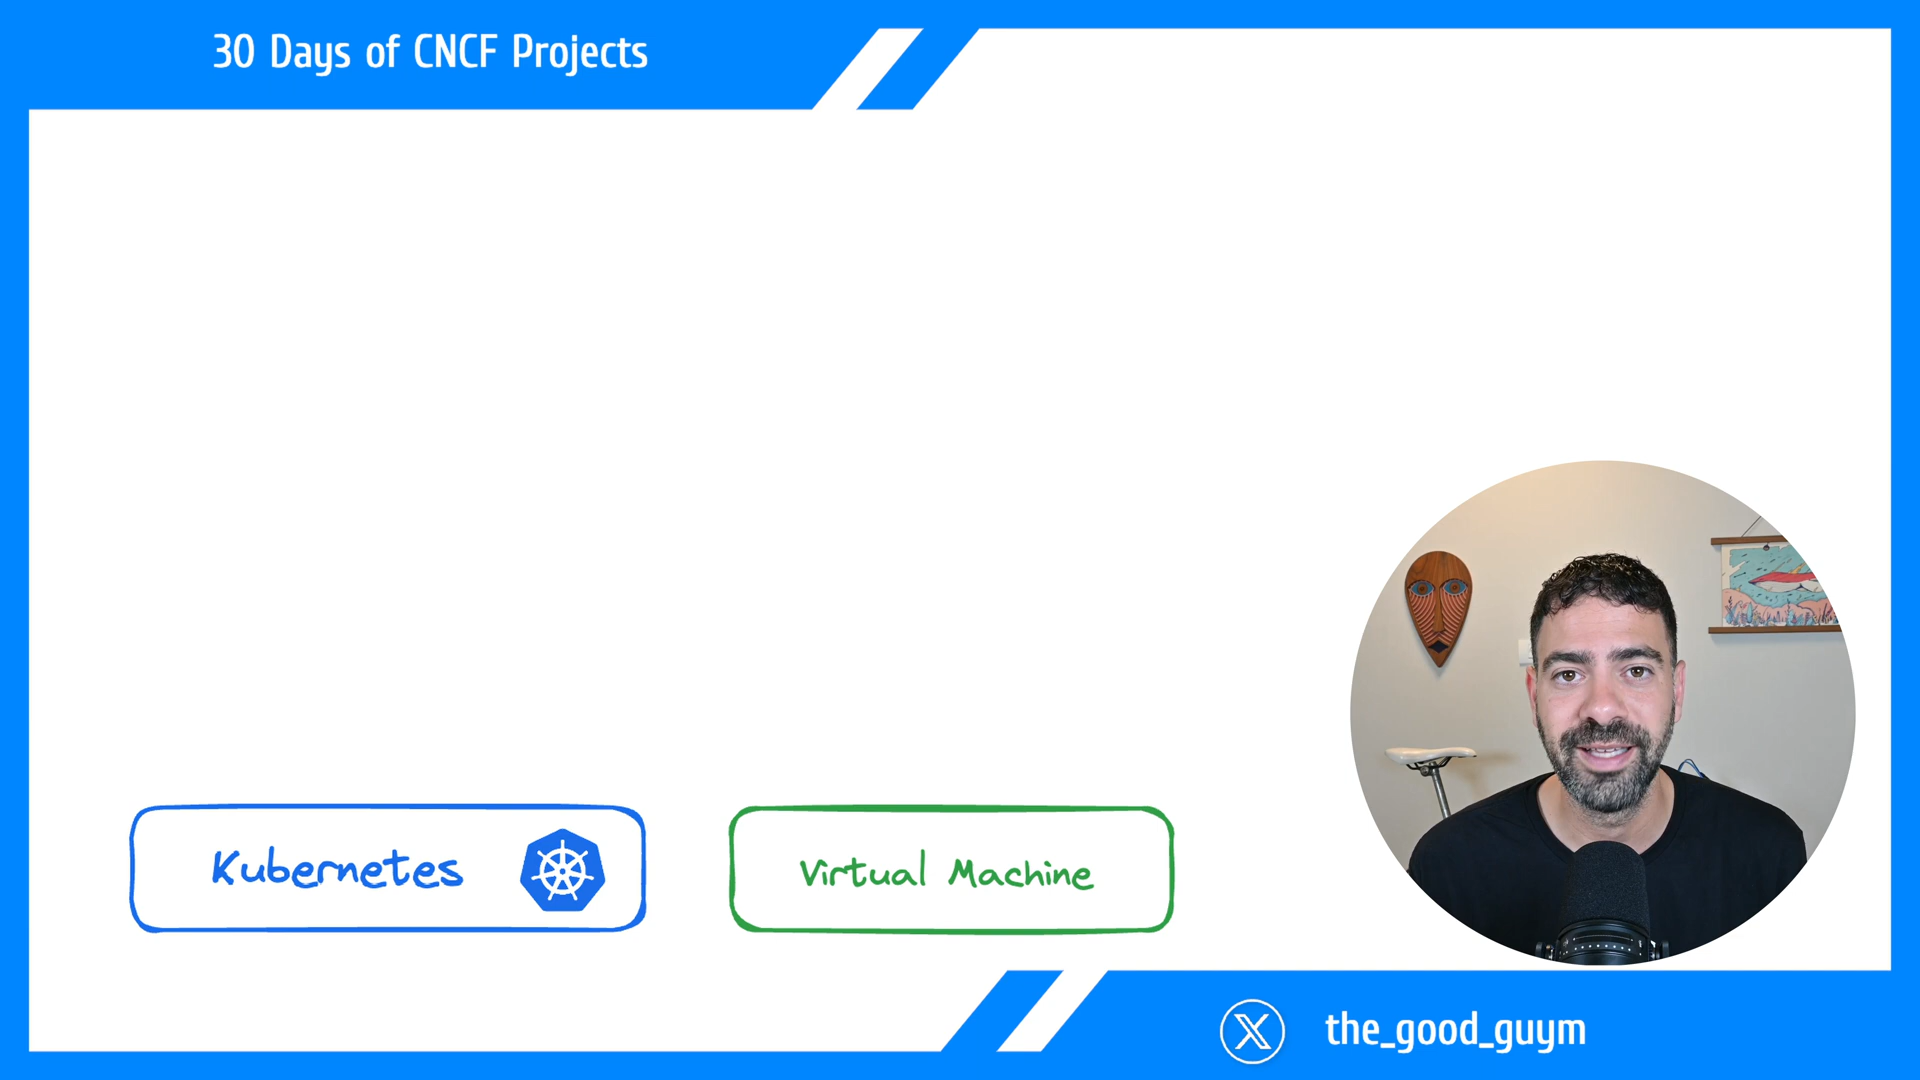 30 Days of CNCF Projects
Kubernetes
Virtual Machine
the_good_guym